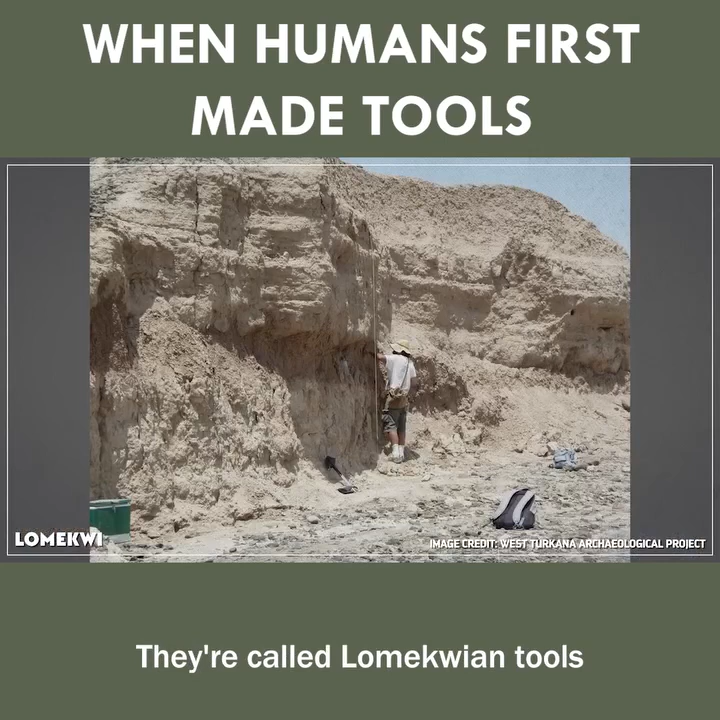 WHEN HUMANS FIRST
MADE TOOLS
LOMEKWI
IMAGE CREDIT: WEST TURKANA ARCHAEOLOGICAL PROJECT
They're called Lomekwian tools